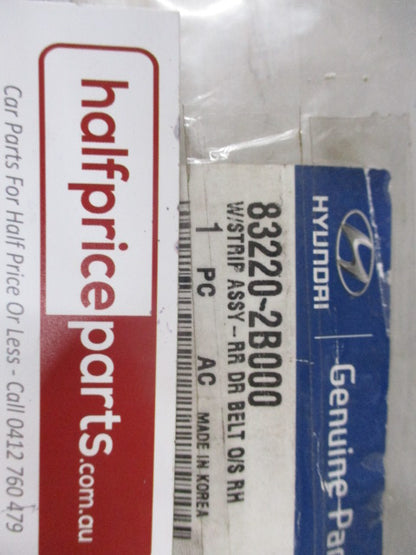 HYUNDAI
Genuine Pa
83220-2B000
W/STRIP ASSY-RR DR BELT O/S RH
1 PC AC MADE IN KOREA
halfpriceparts.com.au
Car Parts For Half Price Or Less - Call 0412 760 479